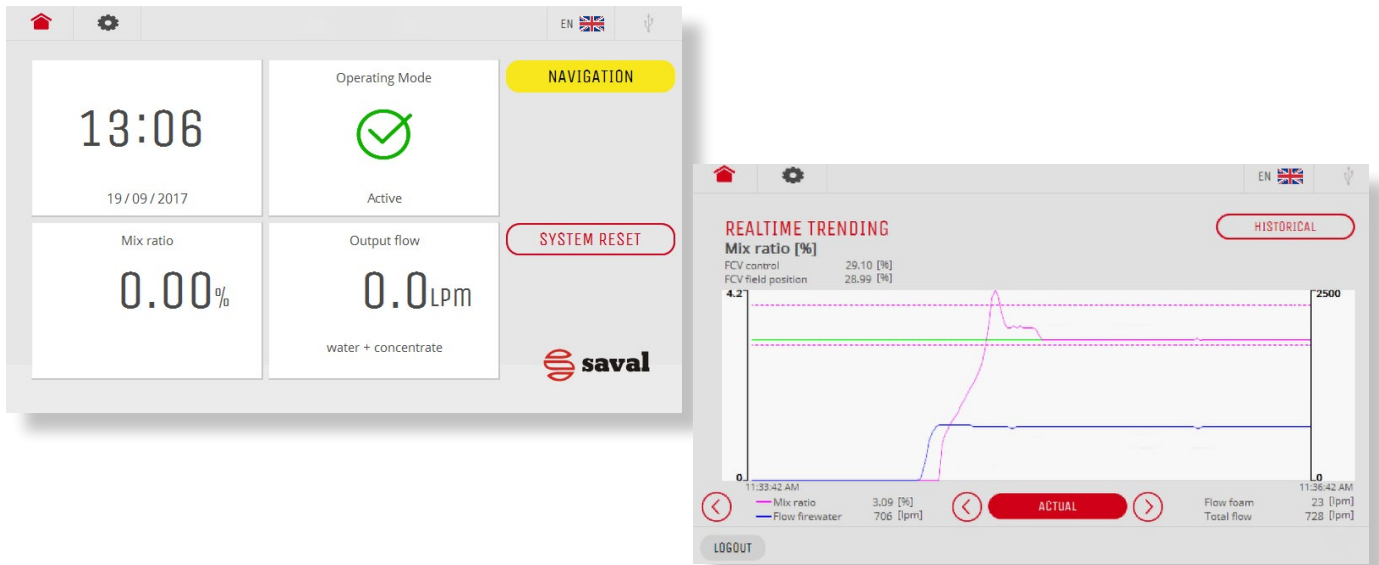 EN
13:06
19/09/2017
Operating Mode
Active
NAVIGATION
Mix ratio
0.00%
Output flow
0.0LPM
water + concentrate
SYSTEM RESET
saval
EN
REALTIME TRENDING
HISTORICAL
Mix ratio [%]
FCV control 29.10 [%]
FCV field position 28.99 [%]
4.2 2500
0 0
11:33:42 AM 11:36:42 AM
Mix ratio 3.09 [%]
Flow firewater 706 [lpm]
ACTUAL
Flow foam 23 [lpm]
Total flow 728 [lpm]
LOGOUT